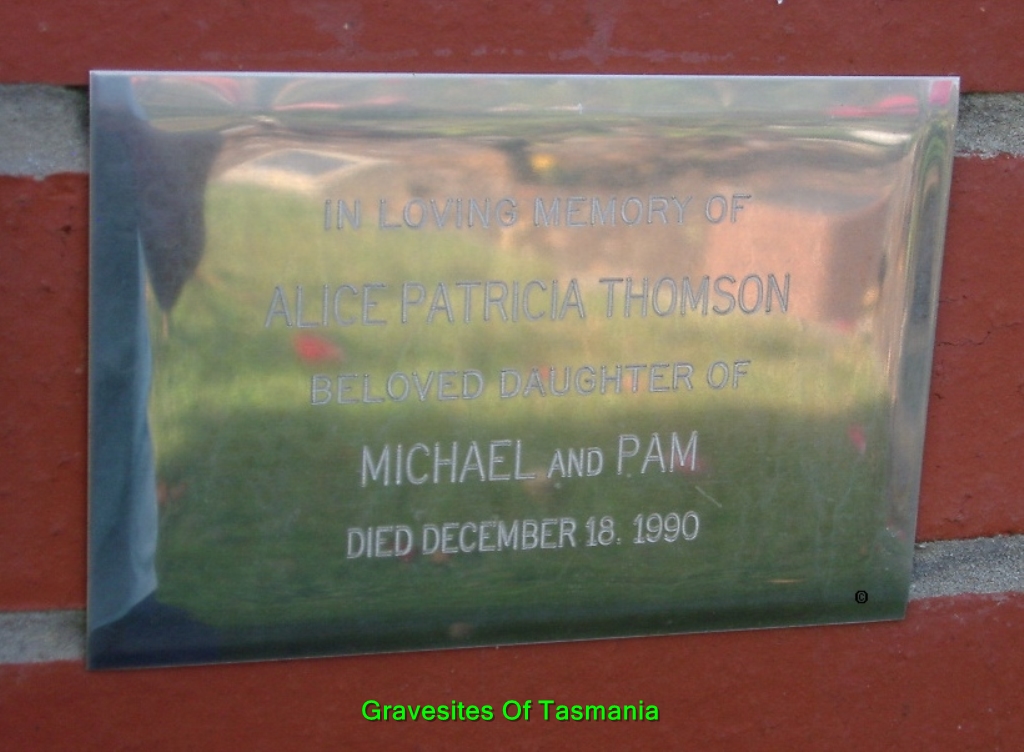 IN LOVING MEMORY OF
ALICE PATRICIA THOMSON
BELOVED DAUGHTER OF
MICHAEL AND PAM
DIED DECEMBER 18, 1990
©
Gravesites Of Tasmania